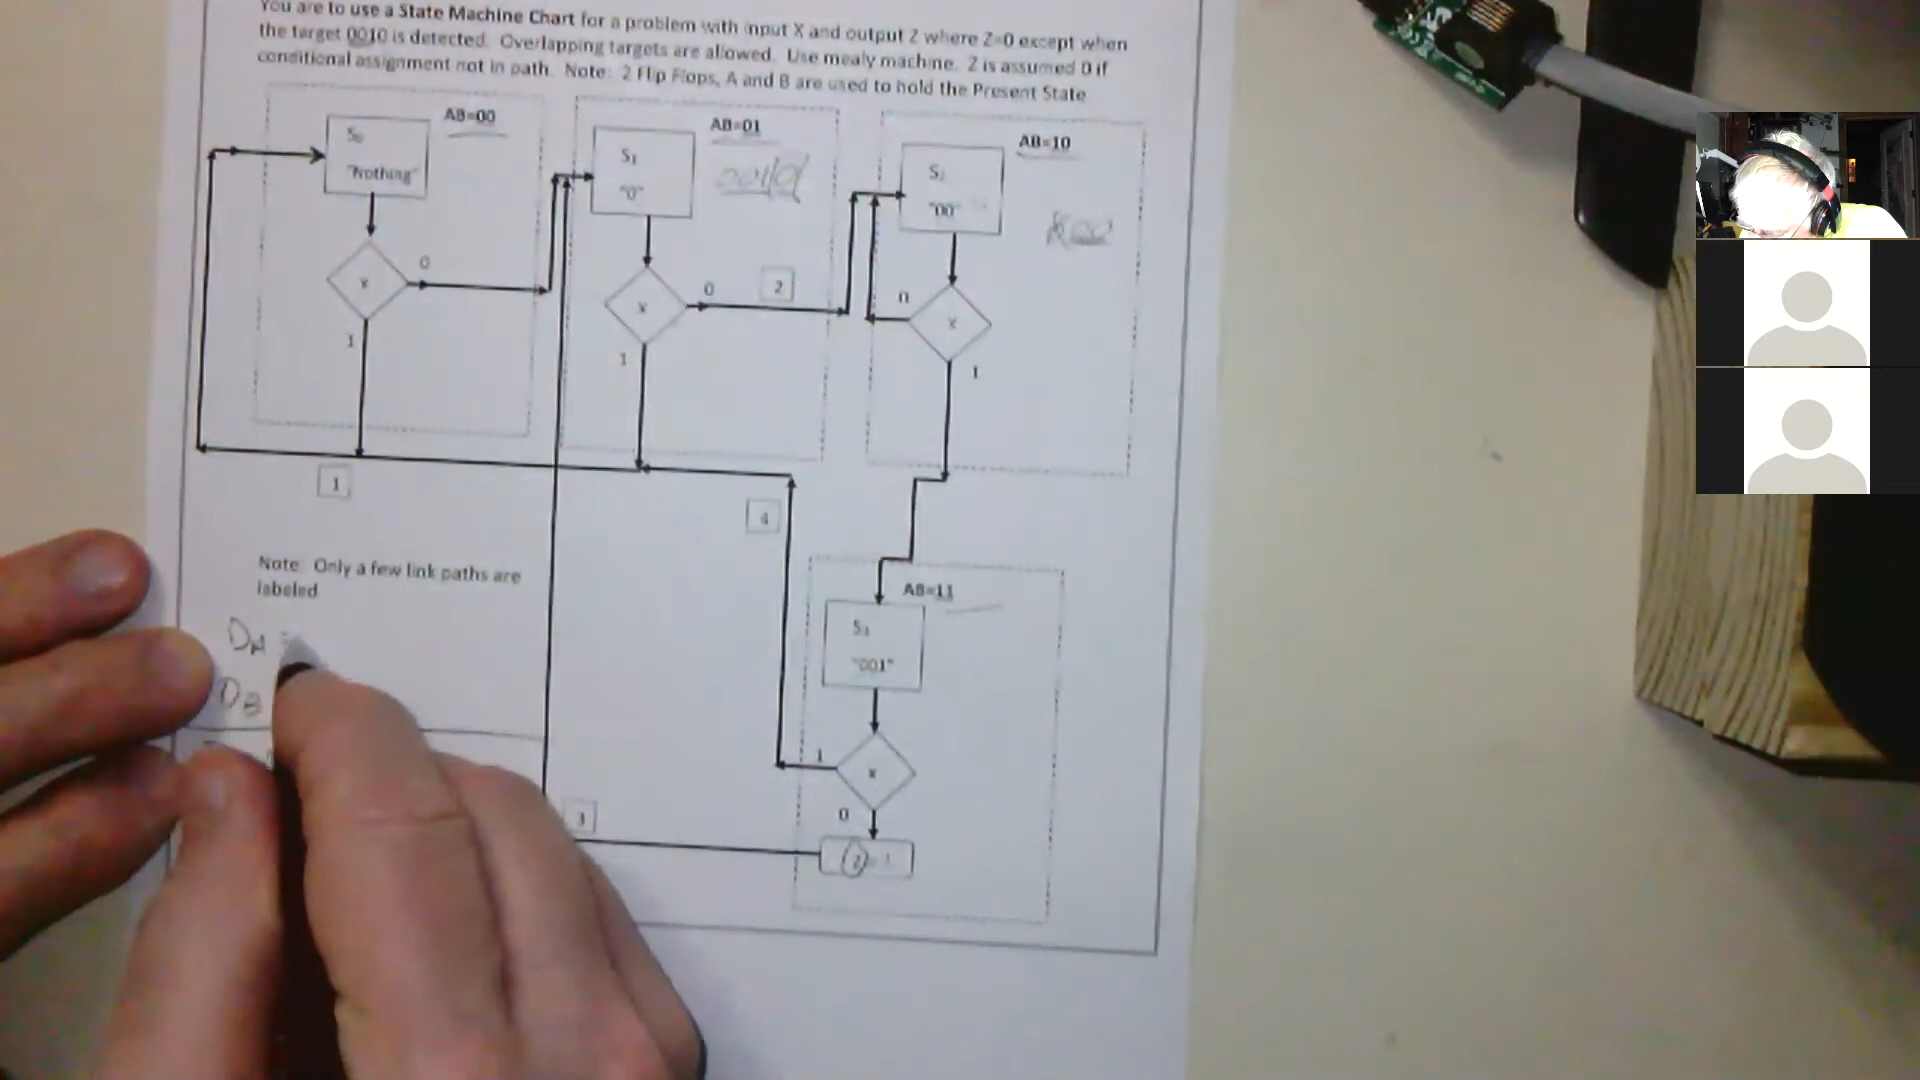 You are to use a State Machine Chart for a problem with input X and output Z where Z=0 except when
the target 0010 is detected. Overlapping targets are allowed. Use mealy machine. Z is assumed 0 if
conditional assignment not in path. Note: 2 Flip Flops, A and B are used to hold the Present State
AB=00
S0
"Nothing"
X
0
1
AB=01
S1
"0"
X
0
2
1
AB=10
S2
"00"
X
0
1
1
4
Note: Only a few link paths are
labeled
DA =
DB
AB=11
S3
"001"
X
1
0
3
Z=1